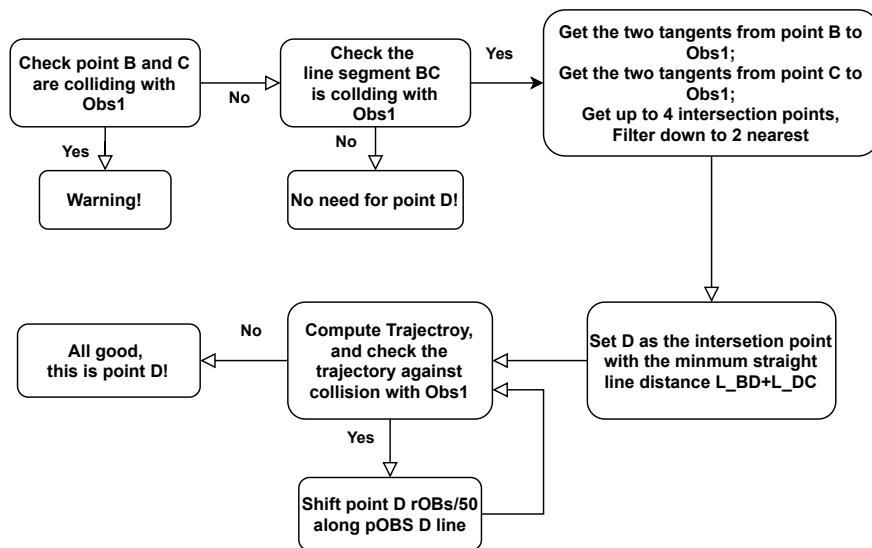 Check point B and C
are colliding with
Obs1
No
Check the
line segment BC
is collding with
Obs1
Yes
Get the two tangents from point B to
Obs1;
Get the two tangents from point C to
Obs1;
Get up to 4 intersection points,
Filter down to 2 nearest
Yes
Warning!
No
No need for point D!
Set D as the intersetion point
with the minmum straight
line distance L_BD+L_DC
Compute Trajectroy,
and check the
trajectory against
collision with Obs1
No
All good,
this is point D!
Yes
Shift point D rOBs/50
along pOBS D line